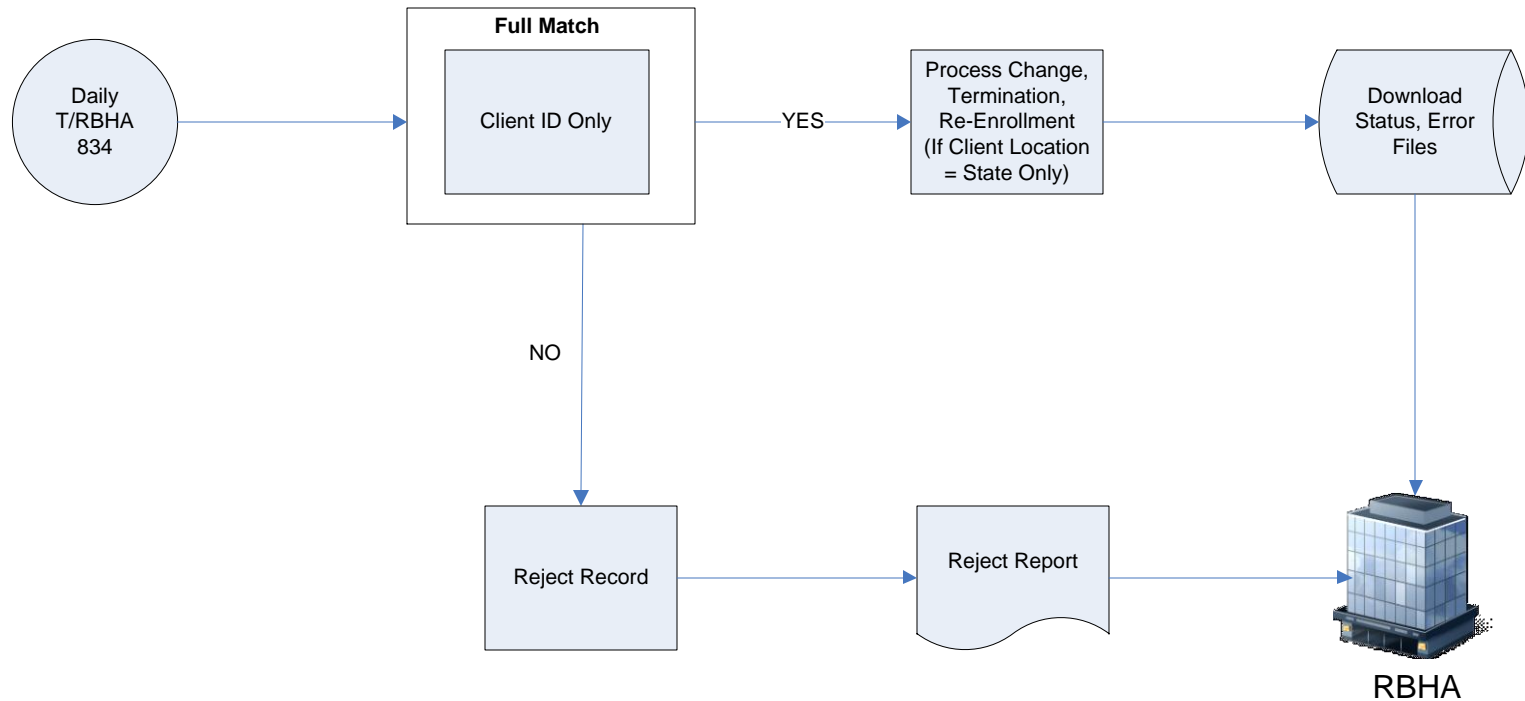 Full Match
Daily
T/RBHA
834
Client ID Only
YES
Process Change,
Termination,
Re-Enrollment
(If Client Location
= State Only)
Download
Status, Error
Files
NO
Reject Record
Reject Report
RBHA